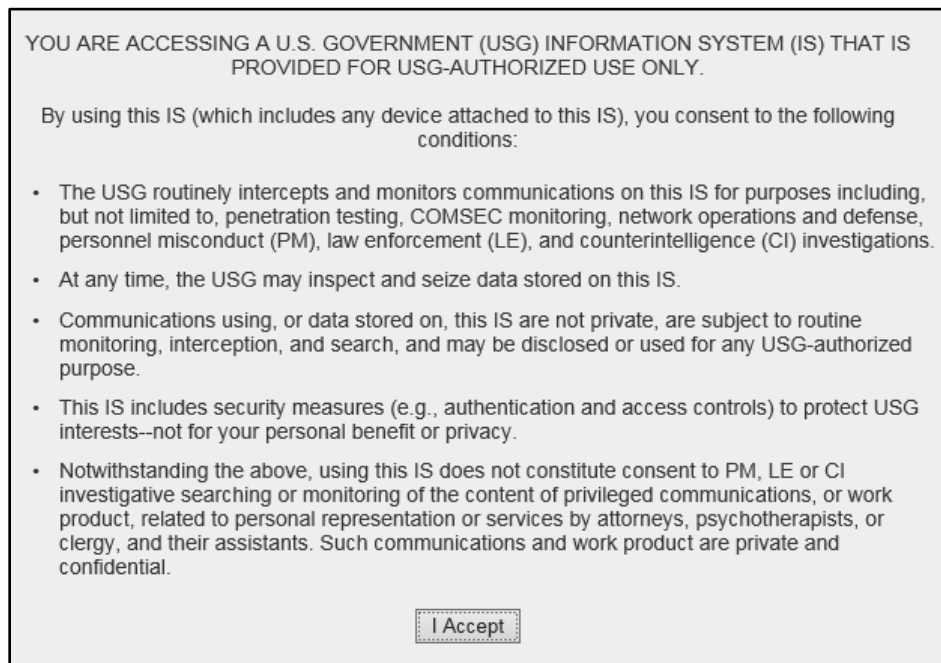 YOU ARE ACCESSING A U.S. GOVERNMENT (USG) INFORMATION SYSTEM (IS) THAT IS
PROVIDED FOR USG-AUTHORIZED USE ONLY.
By using this IS (which includes any device attached to this IS), you consent to the following
conditions:
• The USG routinely intercepts and monitors communications on this IS for purposes including,
but not limited to, penetration testing, COMSEC monitoring, network operations and defense,
personnel misconduct (PM), law enforcement (LE), and counterintelligence (CI) investigations.
• At any time, the USG may inspect and seize data stored on this IS.
• Communications using, or data stored on, this IS are not private, are subject to routine
monitoring, interception, and search, and may be disclosed or used for any USG-authorized
purpose.
• This IS includes security measures (e.g., authentication and access controls) to protect USG
interests--not for your personal benefit or privacy.
• Notwithstanding the above, using this IS does not constitute consent to PM, LE or CI
investigative searching or monitoring of the content of privileged communications, or work
product, related to personal representation or services by attorneys, psychotherapists, or
clergy, and their assistants. Such communications and work product are private and
confidential.
I Accept